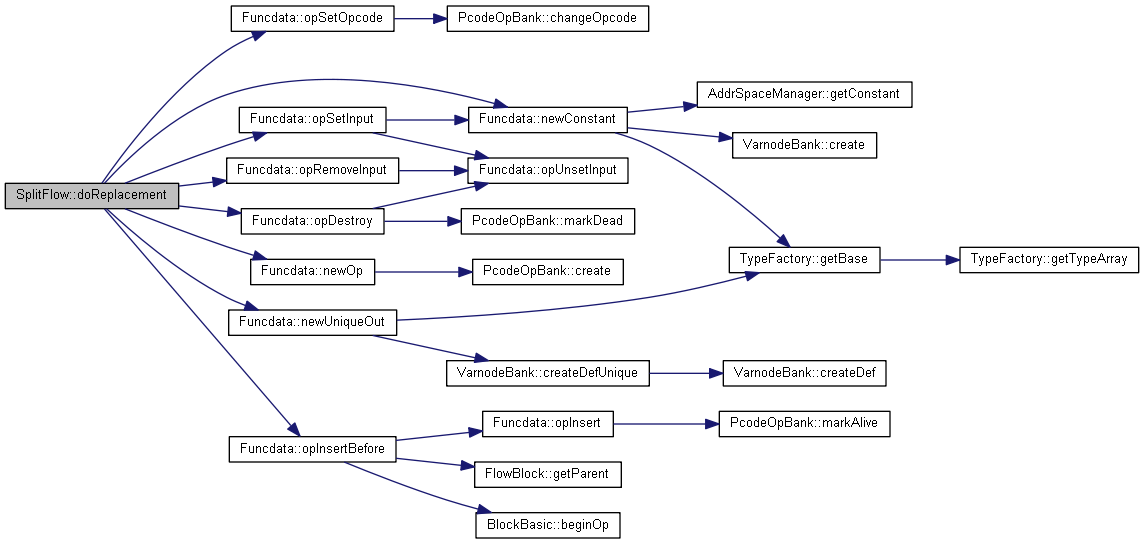 Funcdata::opSetOpcode
PcodeOpBank::changeOpcode
AddrSpaceManager::getConstant
Funcdata::opSetInput
Funcdata::newConstant
VarnodeBank::create
Funcdata::opRemoveInput
Funcdata::opUnsetInput
SplitFlow::doReplacement
Funcdata::opDestroy
PcodeOpBank::markDead
TypeFactory::getBase
TypeFactory::getTypeArray
Funcdata::newOp
PcodeOpBank::create
Funcdata::newUniqueOut
VarnodeBank::createDefUnique
VarnodeBank::createDef
Funcdata::opInsert
PcodeOpBank::markAlive
Funcdata::opInsertBefore
FlowBlock::getParent
BlockBasic::beginOp